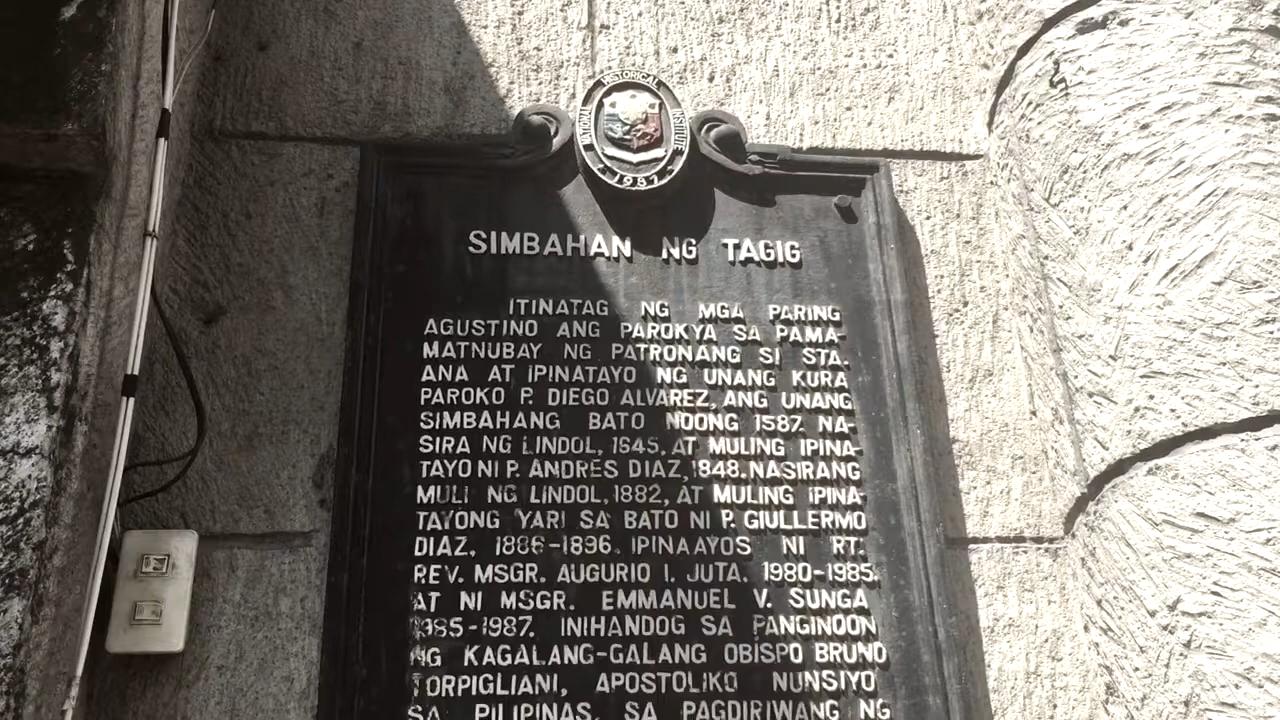 NATIONAL HISTORICAL INSTITUTE
1987
SIMBAHAN NG TAGIG
ITINATAG NG MGA PARING
AGUSTINO ANG PAROKYA SA PAMA-
MATNUBAY NG PATRONANG SI STA.
ANA AT IPINATAYO NG UNANG KURA
PAROKO P. DIEGO ALVAREZ, ANG UNANG
SIMBAHANG BATO NOONG 1587. NA-
SIRA NG LINDOL, 1645, AT MULING IPINA-
TAYO NI P. ANDRES DIAZ, 1848. NASIRANG
MULI NG LINDOL, 1882, AT MULING IPINA-
TAYONG YARI SA BATO NI P. GIULLERMO
DIAZ, 1886-1896. IPINAAYOS NI RT.
REV. MSGR. AUGURIO I. JUTA. 1980-1985.
AT NI MSGR. EMMANUEL V. SUNGA
1985-1987. INIHANDOG SA PANGINOON
NG KAGALANG-GALANG OBISPO BRUNO
TORPIGLIANI, APOSTOLIKO NUNSIYO
SA PILIPINAS, SA PAGDIRIWANG NG